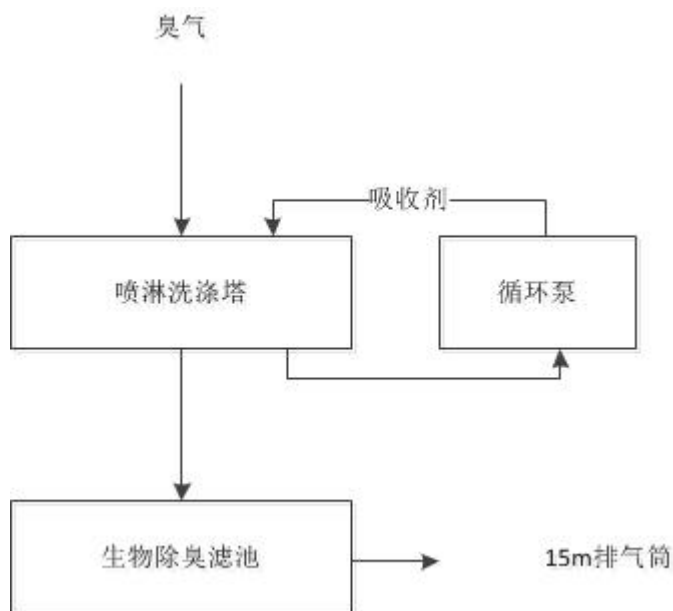 臭气
吸收剂
喷淋洗涤塔
循环泵
生物除臭滤池
15m排气筒